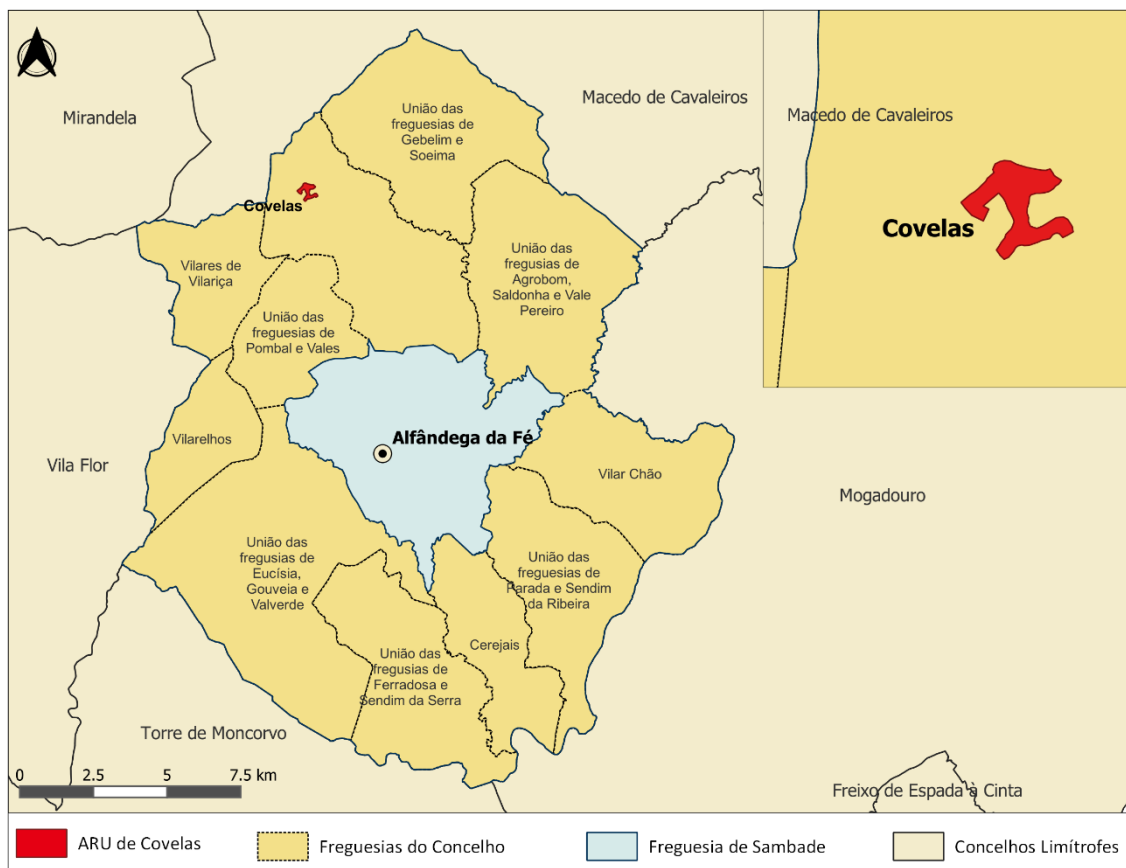 Mirandela
Macedo de Cavaleiros
União das
freguesias de
Gebelim e
Soeima
Covelas
Vilares de
Vilariça
União das
fregusias de
Agrobom,
Saldonha e Vale
Pereiro
União das
freguesias de
Pombal e Vales
Vilarelhos
Alfândega da Fé
Vila Flor
Vilar Chão
Mogadouro
União das
fregusias de
Eucísia,
Gouveia e
Valverde
União das
freguesias de
Parada e Sendim
da Ribeira
Cerejais
União das
fregusias de
Ferradosa e
Sendim da Serra
Torre de Moncorvo
Freixo de Espada à Cinta
0 2.5 5 7.5 km
Macedo de Cavaleiros
Covelas
ARU de Covelas
Freguesias do Concelho
Freguesia de Sambade
Concelhos Limítrofes